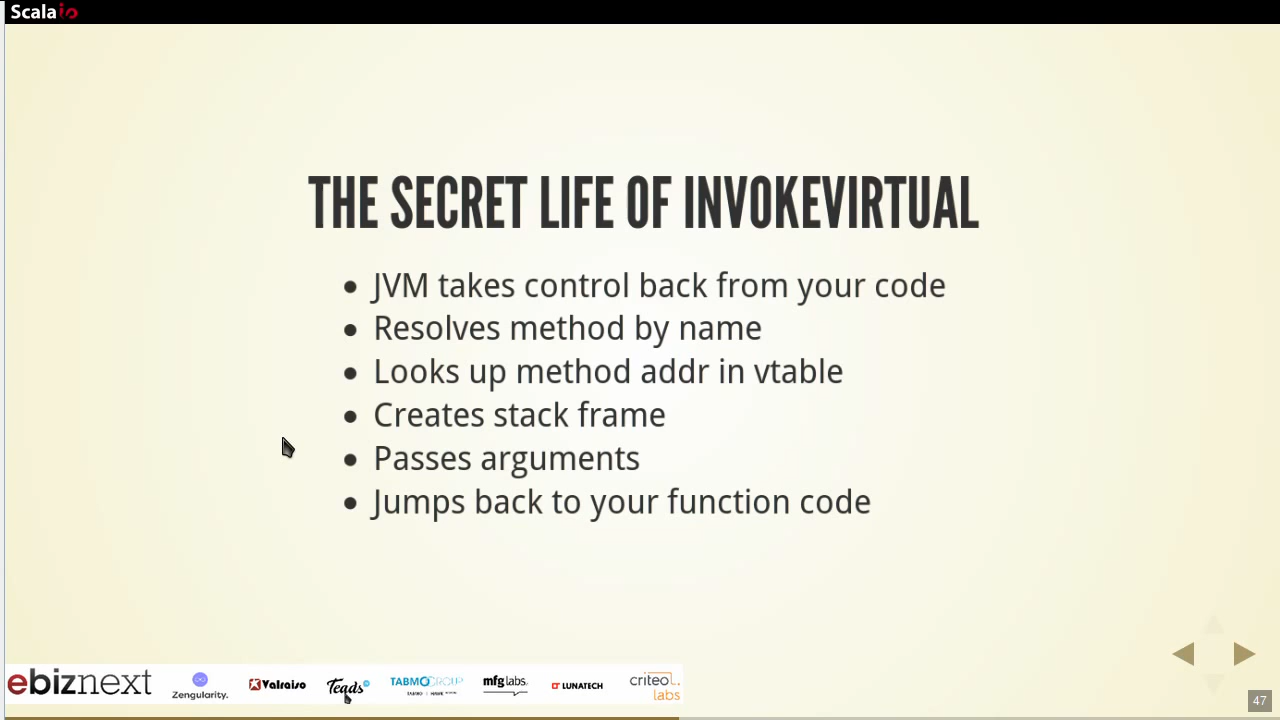 Scalaio
THE SECRET LIFE OF INVOKEVIRTUAL
JVM takes control back from your code
Resolves method by name
Looks up method addr in vtable
Creates stack frame
Passes arguments
Jumps back to your function code
ebiznext
Zengularity.
Valraiso
Teads
TABMO GROUP
mfg labs.
LUNATECH
criteo labs
47